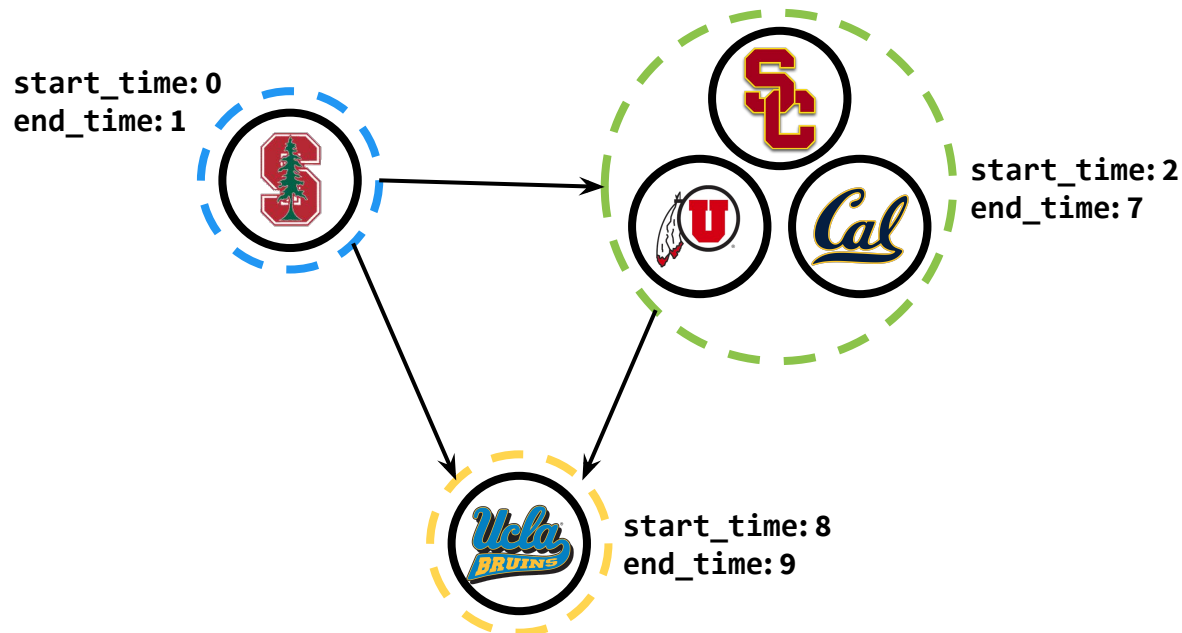 start_time: 0
end_time: 1
S
SC
U
Cal
start_time: 2
end_time: 7
Ucla
BRUINS
start_time: 8
end_time: 9